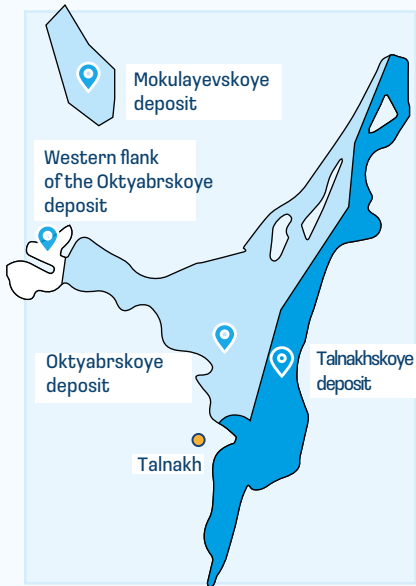 Mokulayevskoye
deposit
Western flank
of the Oktyabrskoye
deposit
Oktyabrskoye
deposit
Talnakhskoye
deposit
Talnakh